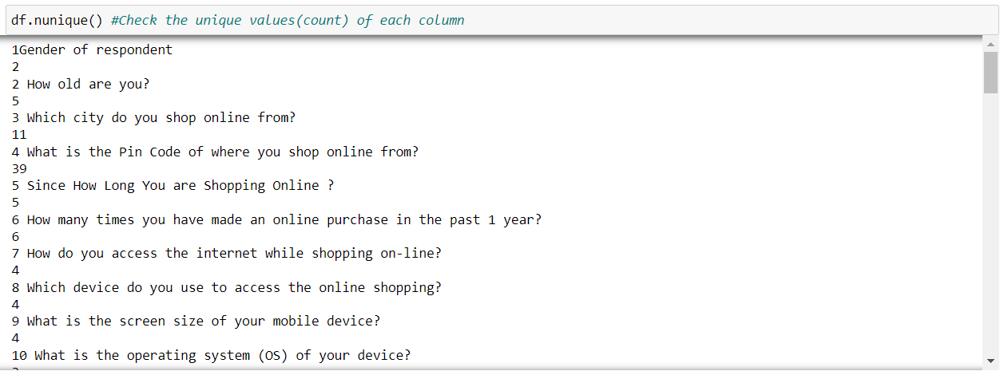 df.nunique() #Check the unique values(count) of each column
1Gender of respondent
2
2 How old are you?
5
3 Which city do you shop online from?
11
4 What is the Pin Code of where you shop online from?
39
5 Since How Long You are Shopping Online ?
5
6 How many times you have made an online purchase in the past 1 year?
6
7 How do you access the internet while shopping on-line?
4
8 Which device do you use to access the online shopping?
4
9 What is the screen size of your mobile device?
4
10 What is the operating system (OS) of your device?